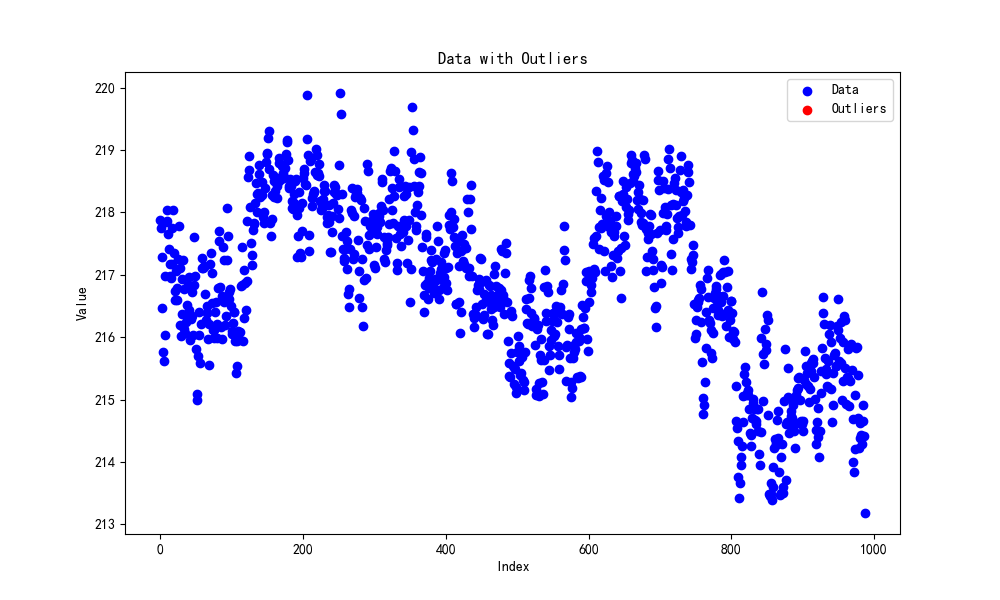 Data with Outliers
Data
Outliers
220
219
218
217
216
215
214
213
Value
0 200 400 600 800 1000
Index